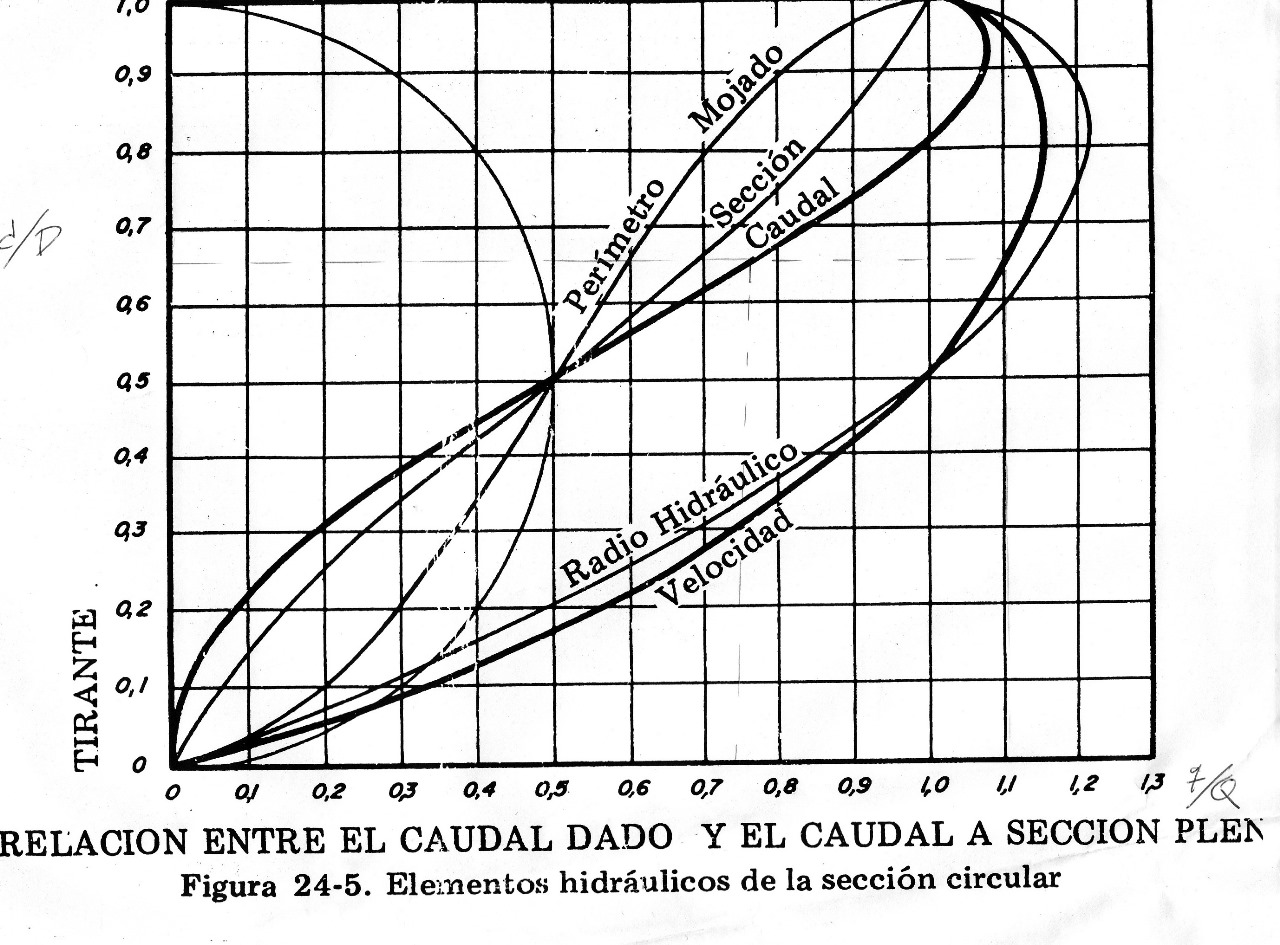 1,0
0,9
0,8
0,7
0,6
0,5
0,4
0,3
0,2
0,1
0
d/D
TIRANTE
Perímetro Mojado
Sección
Caudal
Radio Hidráulico
Velocidad
0 0,1 0,2 0,3 0,4 0,5 0,6 0,7 0,8 0,9 1,0 1,1 1,2 1,3
q/Q
RELACION ENTRE EL CAUDAL DADO Y EL CAUDAL A SECCION PLEN
Figura 24-5. Elementos hidráulicos de la sección circular